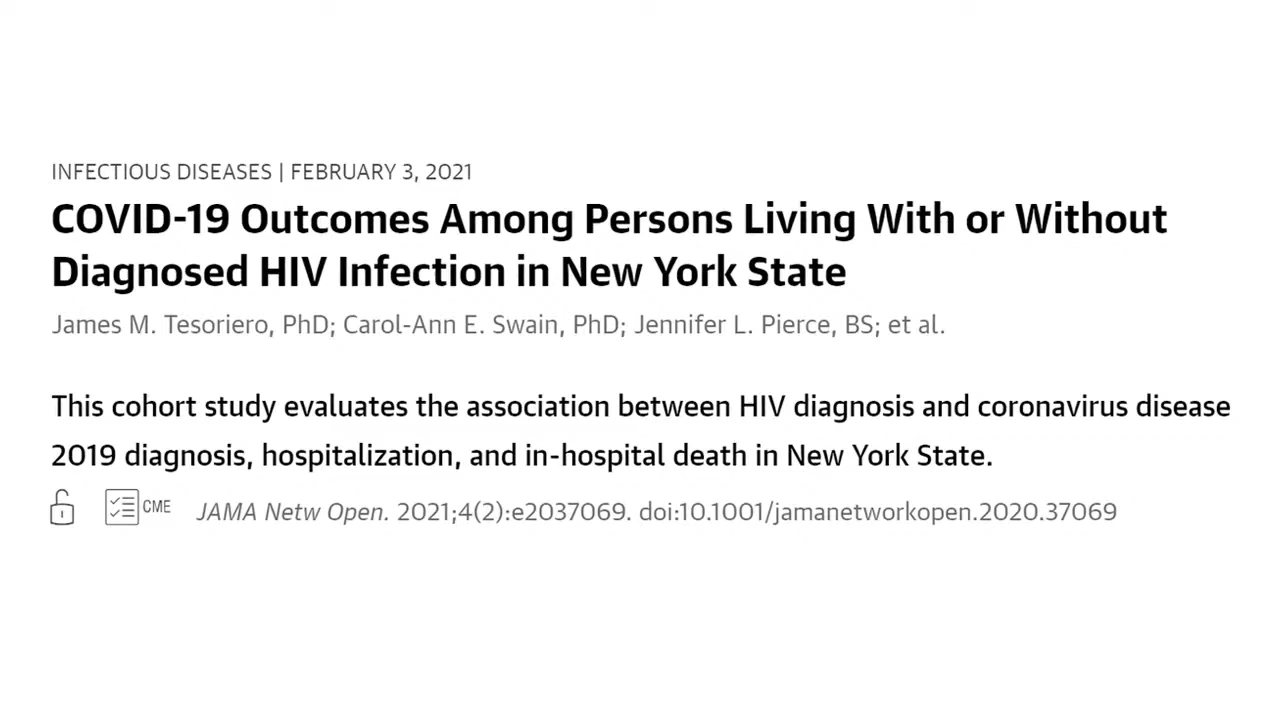 INFECTIOUS DISEASES | FEBRUARY 3, 2021
COVID-19 Outcomes Among Persons Living With or Without
Diagnosed HIV Infection in New York State
James M. Tesoriero, PhD; Carol-Ann E. Swain, PhD; Jennifer L. Pierce, BS; et al.
This cohort study evaluates the association between HIV diagnosis and coronavirus disease
2019 diagnosis, hospitalization, and in-hospital death in New York State.
CME JAMA Netw Open. 2021;4(2):e2037069. doi:10.1001/jamanetworkopen.2020.37069